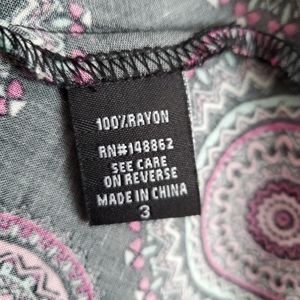 100%RAYON
RN#148862
SEE CARE
ON REVERSE
MADE IN CHINA
3